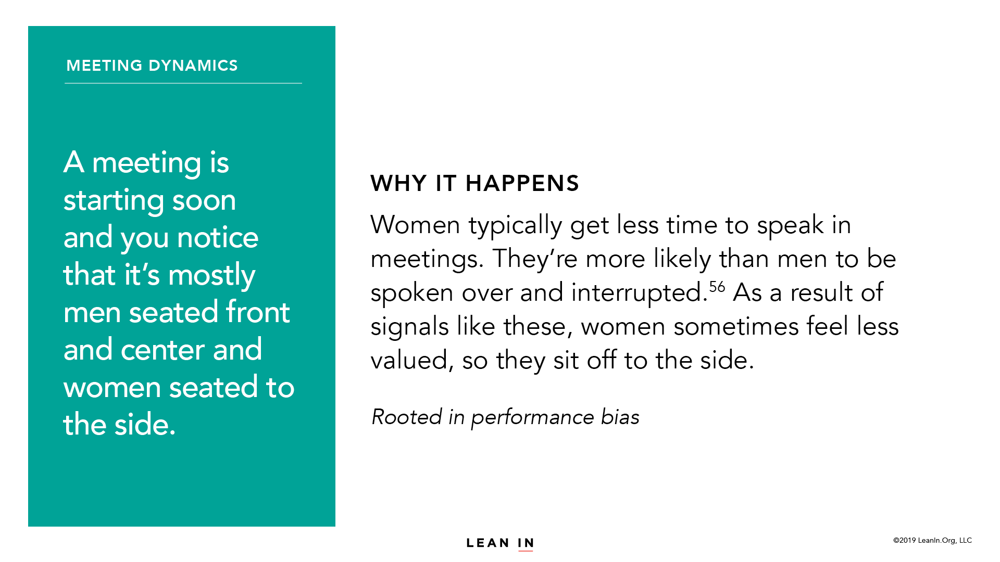 MEETING DYNAMICS
A meeting is
starting soon
and you notice
that it’s mostly
men seated front
and center and
women seated to
the side.
WHY IT HAPPENS
Women typically get less time to speak in
meetings. They’re more likely than men to be
spoken over and interrupted.56 As a result of
signals like these, women sometimes feel less
valued, so they sit off to the side.
Rooted in performance bias
LEAN IN
©2019 LeanIn.Org, LLC